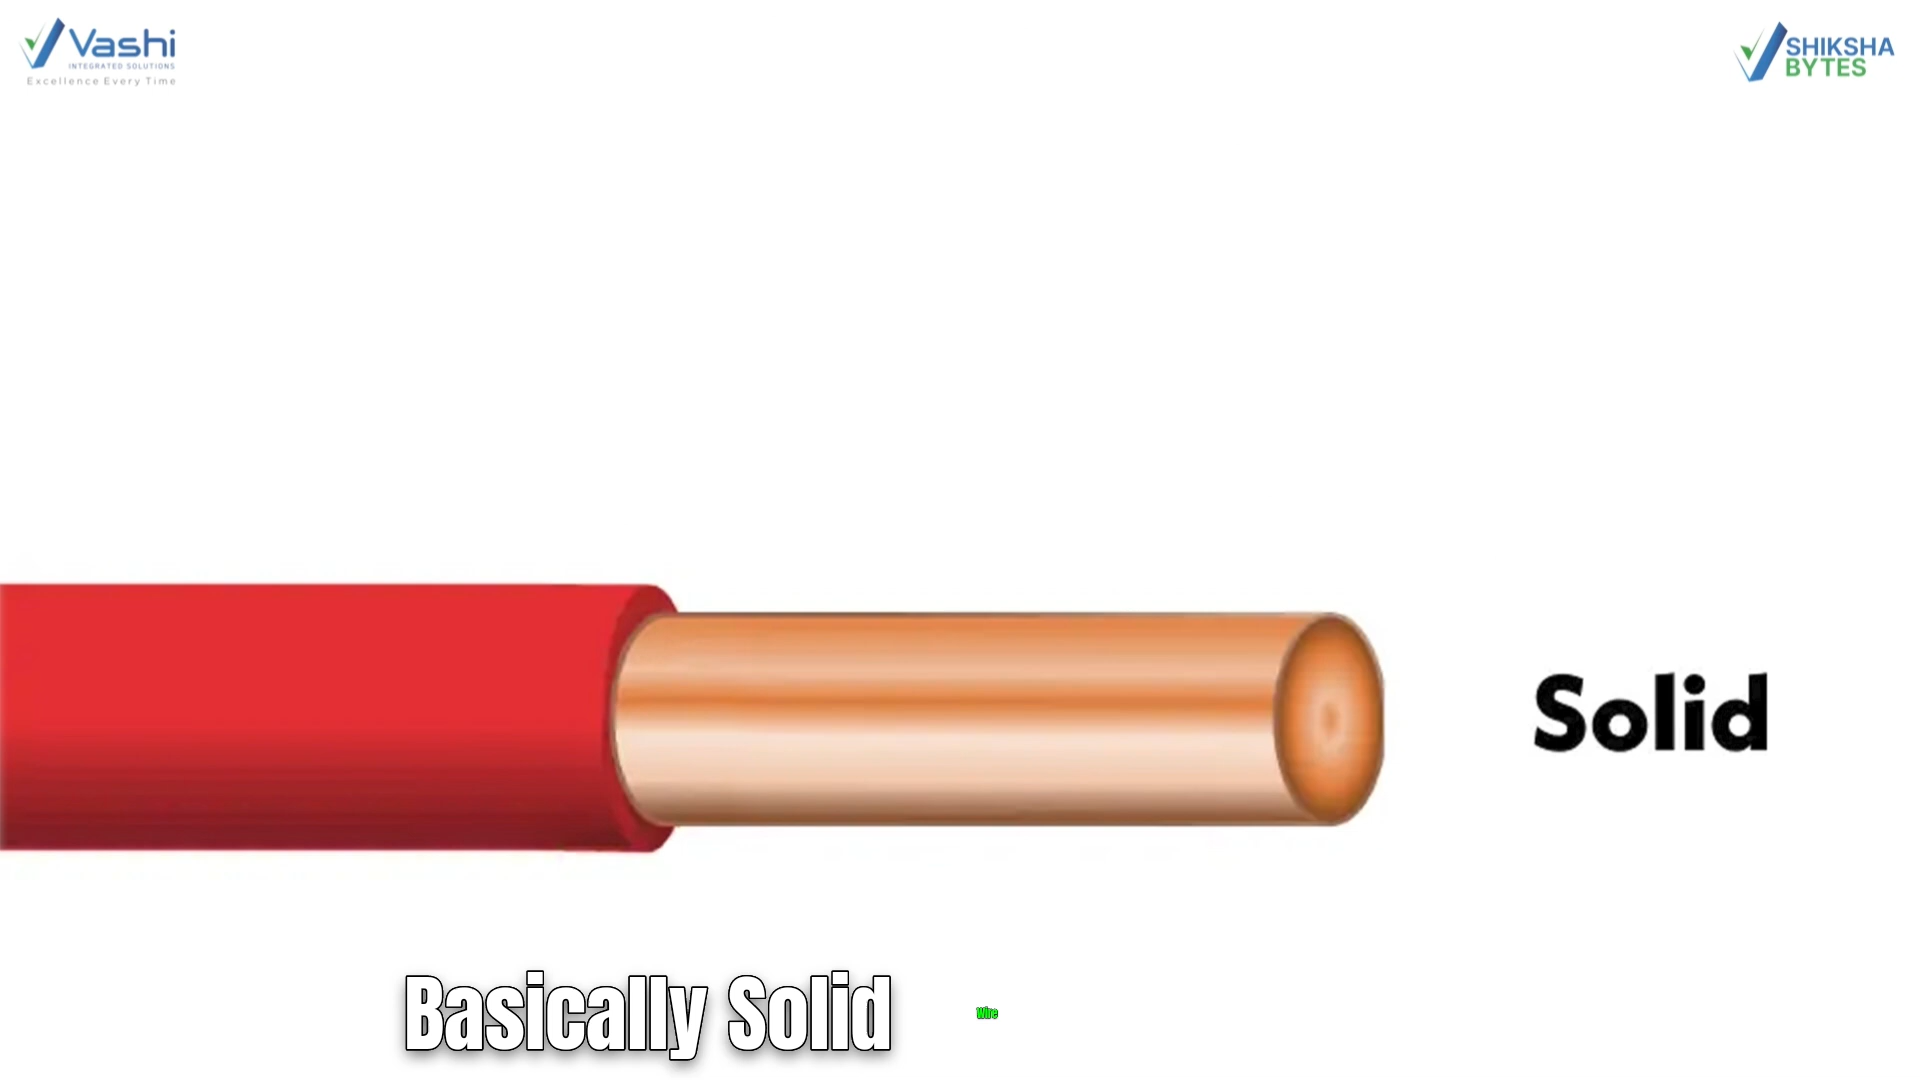 Vashi
INTEGRATED SOLUTIONS
Excellence Every Time
SHIKSHA
BYTES
Solid
Basically Solid Wire